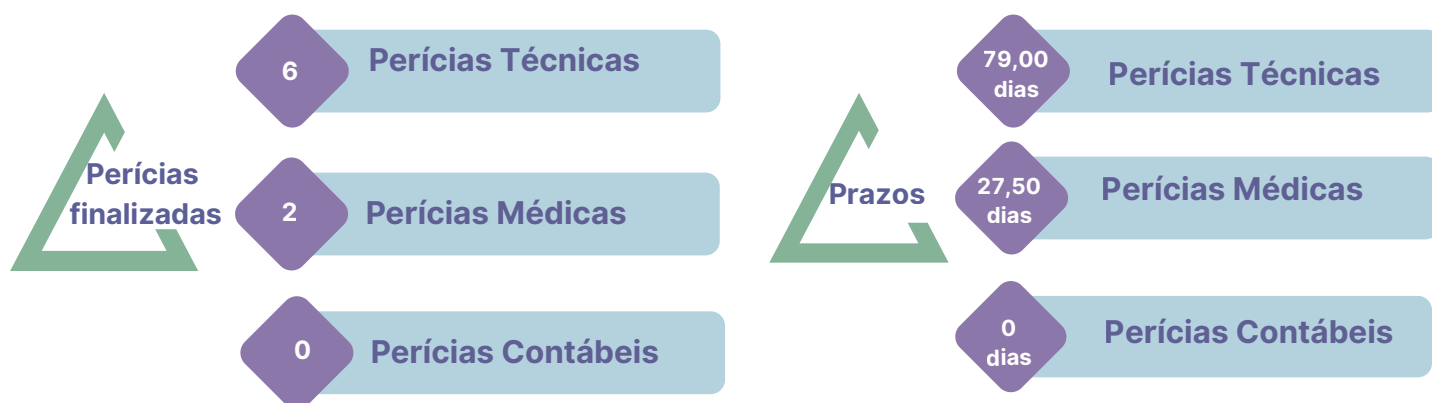 Perícias
finalizadas
6
Perícias Técnicas
2
Perícias Médicas
0
Perícias Contábeis
Prazos
79,00
dias
Perícias Técnicas
27,50
dias
Perícias Médicas
0
dias
Perícias Contábeis